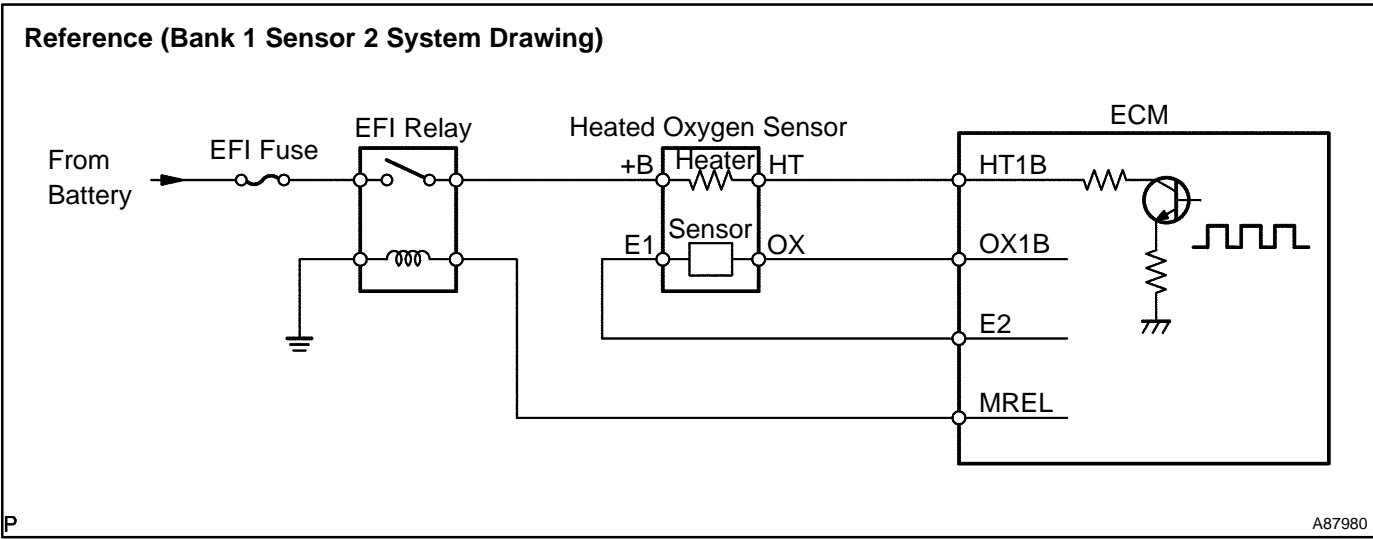 Reference (Bank 1 Sensor 2 System Drawing)
From
Battery
EFI Fuse
EFI Relay
Heated Oxygen Sensor
+B
Heater
HT
E1
Sensor
OX
ECM
HT1B
OX1B
E2
MREL
P
A87980